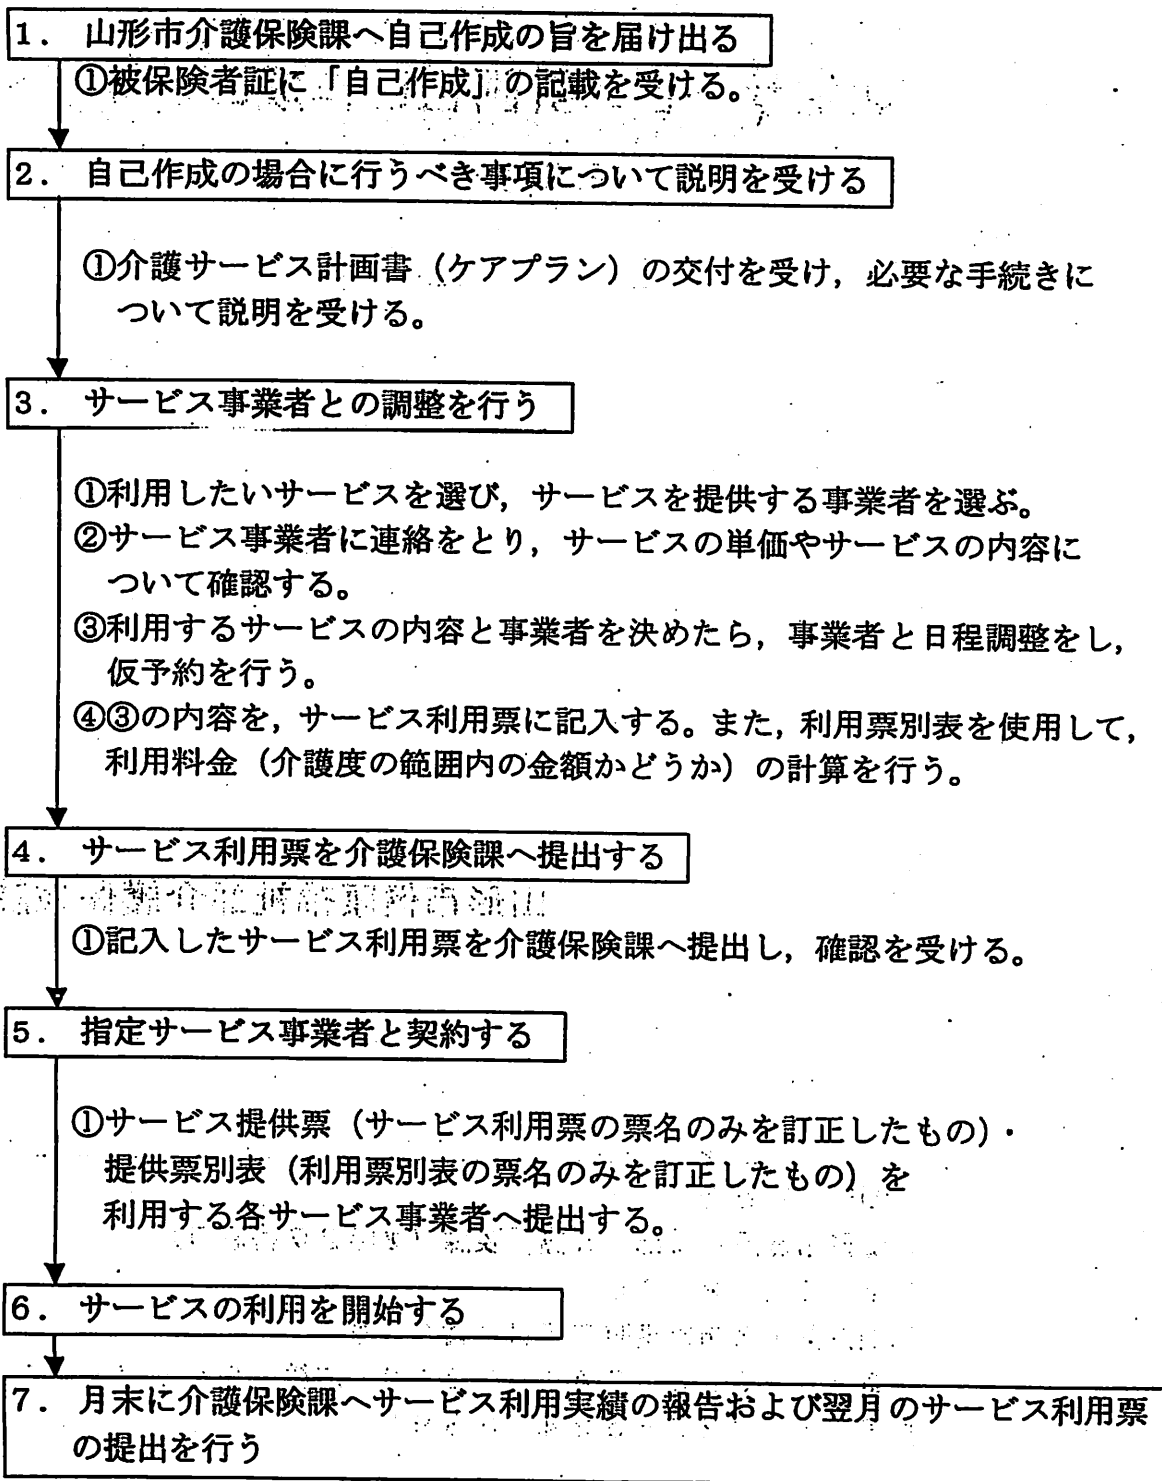 1． 山形市介護保険課へ自己作成の旨を届け出る
①被保険者証に「自己作成」の記載を受ける。
2． 自己作成の場合に行うべき事項について説明を受ける
①介護サービス計画書（ケアプラン）の交付を受け，必要な手続きに
ついて説明を受ける。
3． サービス事業者との調整を行う
①利用したいサービスを選び，サービスを提供する事業者を選ぶ。
②サービス事業者に連絡をとり，サービスの単価やサービスの内容に
ついて確認する。
③利用するサービスの内容と事業者を決めたら，事業者と日程調整をし，
仮予約を行う。
④③の内容を，サービス利用票に記入する。また，利用票別表を使用して，
利用料金（介護度の範囲内の金額かどうか）の計算を行う。
4． サービス利用票を介護保険課へ提出する
①記入したサービス利用票を介護保険課へ提出し，確認を受ける。
5． 指定サービス事業者と契約する
①サービス提供票（サービス利用票の票名のみを訂正したもの）・
提供票別表（利用票別表の票名のみを訂正したもの）を
利用する各サービス事業者へ提出する。
6． サービスの利用を開始する
7． 月末に介護保険課へサービス利用実績の報告および翌月のサービス利用票
の提出を行う